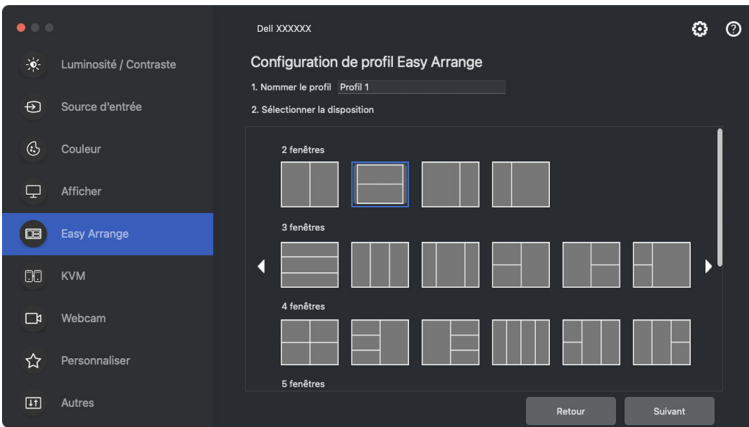 Dell XXXXXX
Luminosité / Contraste
Source d'entrée
Couleur
Afficher
Easy Arrange
KVM
Webcam
Personnaliser
Autres
Configuration de profil Easy Arrange
1. Nommer le profil Profil 1
2. Sélectionner la disposition
2 fenêtres
3 fenêtres
4 fenêtres
5 fenêtres
Retour
Suivant